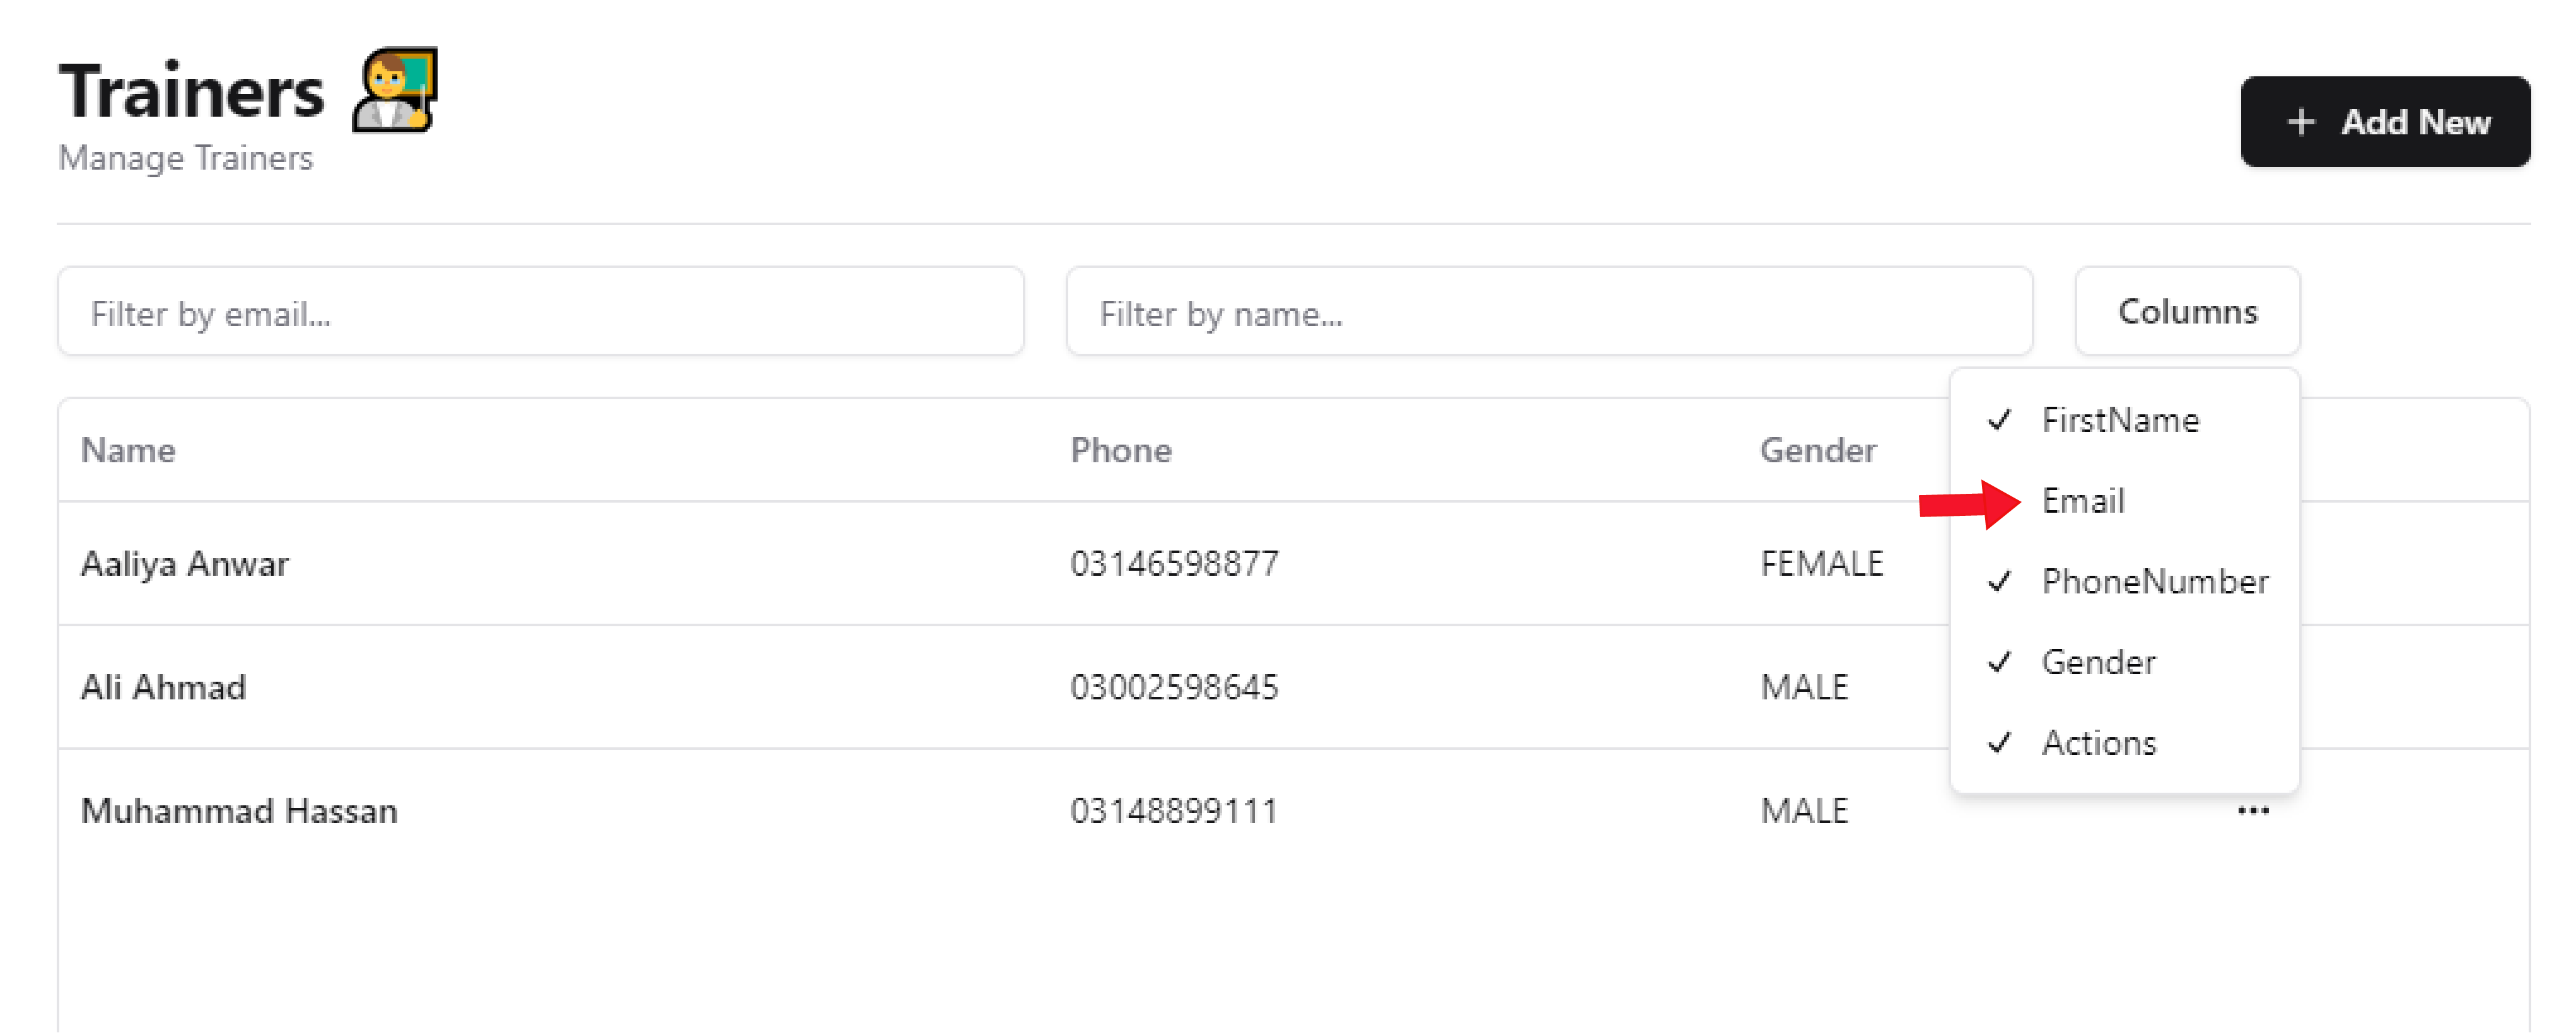 Trainers
Manage Trainers
+ Add New
Filter by email...
Filter by name...
Columns
Name Phone Gender
Aaliya Anwar 03146598877 FEMALE
Ali Ahmad 03002598645 MALE
Muhammad Hassan 03148899111 MALE
FirstName
Email
PhoneNumber
Gender
Actions